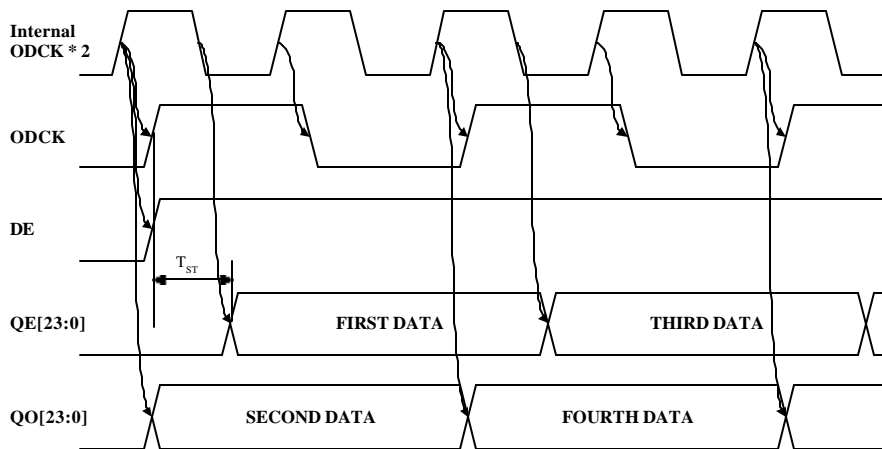 Internal
ODCK * 2
ODCK
DE
T_ST
QE[23:0]
FIRST DATA
THIRD DATA
QO[23:0]
SECOND DATA
FOURTH DATA